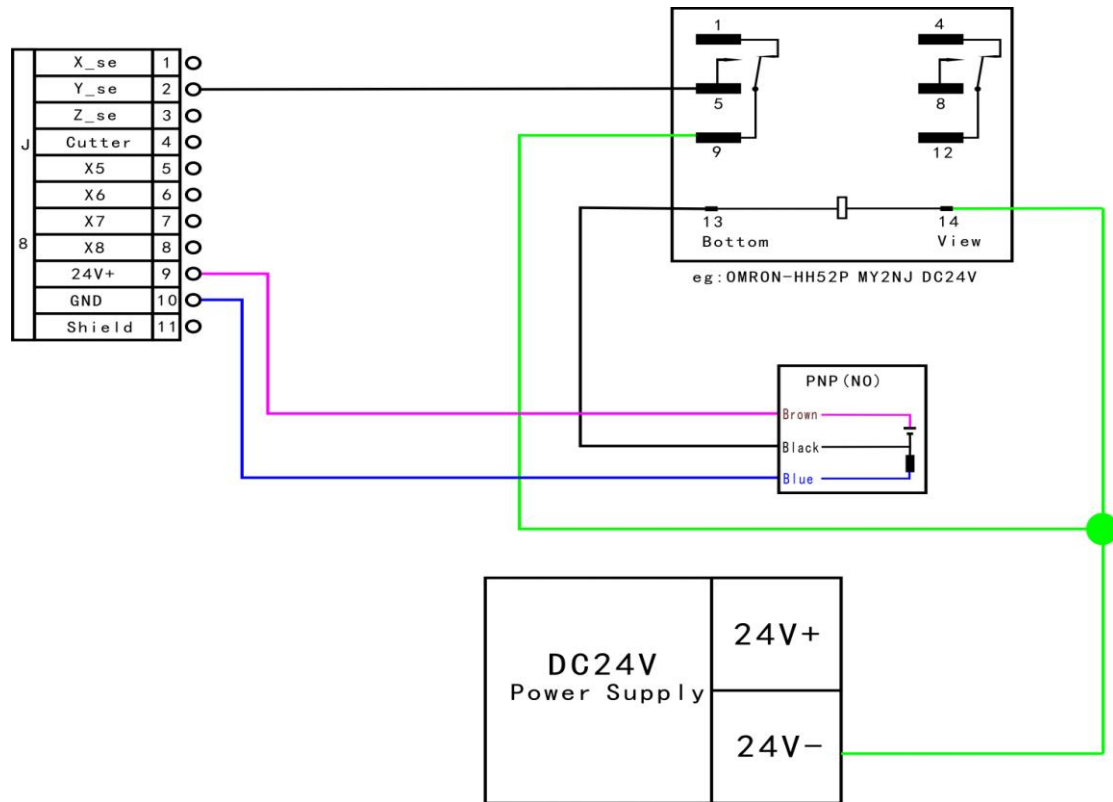 J
8
X_se 1
Y_se 2
Z_se 3
Cutter 4
X5 5
X6 6
X7 7
X8 8
24V+ 9
GND 10
Shield 11
1 4
5 8
9 12
13 14
Bottom View
eg:OMRON-HH52P MY2NJ DC24V
PNP(NO)
Brown
Black
Blue
DC24V
Power Supply
24V+
24V-